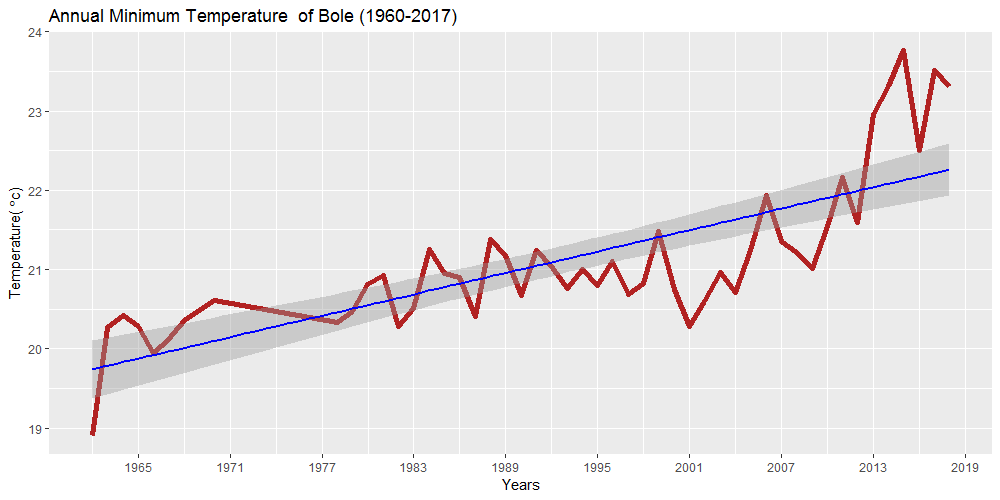 Annual Minimum Temperature  of Bole (1960-2017)
24
23
22
21
20
19
Temperature( °c)
1965 1971 1977 1983 1989 1995 2001 2007 2013 2019
Years